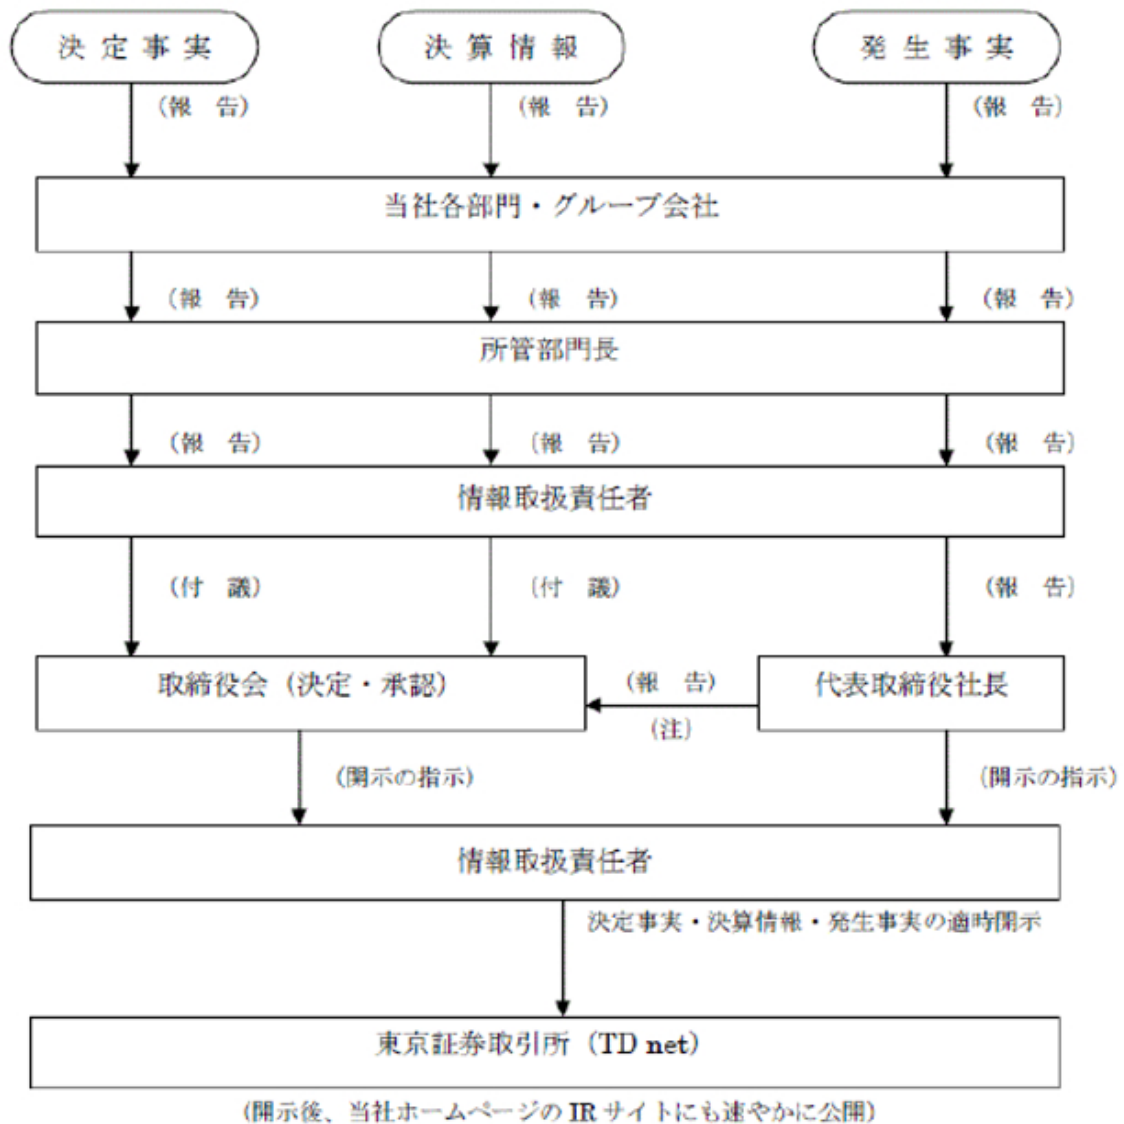 決定事実 決算情報 発生事実
(報 告) (報 告) (報 告)
当社各部門・グループ会社
(報 告) (報 告) (報 告)
所管部門長
(報 告) (報 告) (報 告)
情報取扱責任者
(付 議) (付 議) (報 告)
取締役会（決定・承認） (報 告) 代表取締役社長
(注)
(開示の指示) (開示の指示)
情報取扱責任者
決定事実・決算情報・発生事実の適時開示
東京証券取引所（TD net）
(開示後、当社ホームページの IR サイトにも速やかに公開)